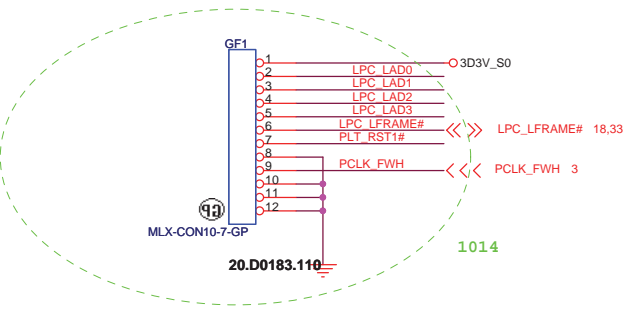 GF1
1
3D3V_S0
2
LPC_LAD0
3
LPC_LAD1
4
LPC_LAD2
5
LPC_LAD3
6
LPC_LFRAME#
LPC_LFRAME# 18,33
7
PLT_RST1#
8
9
PCLK_FWH
PCLK_FWH 3
10
11
12
GP
MLX-CON10-7-GP
1014
20.D0183.110